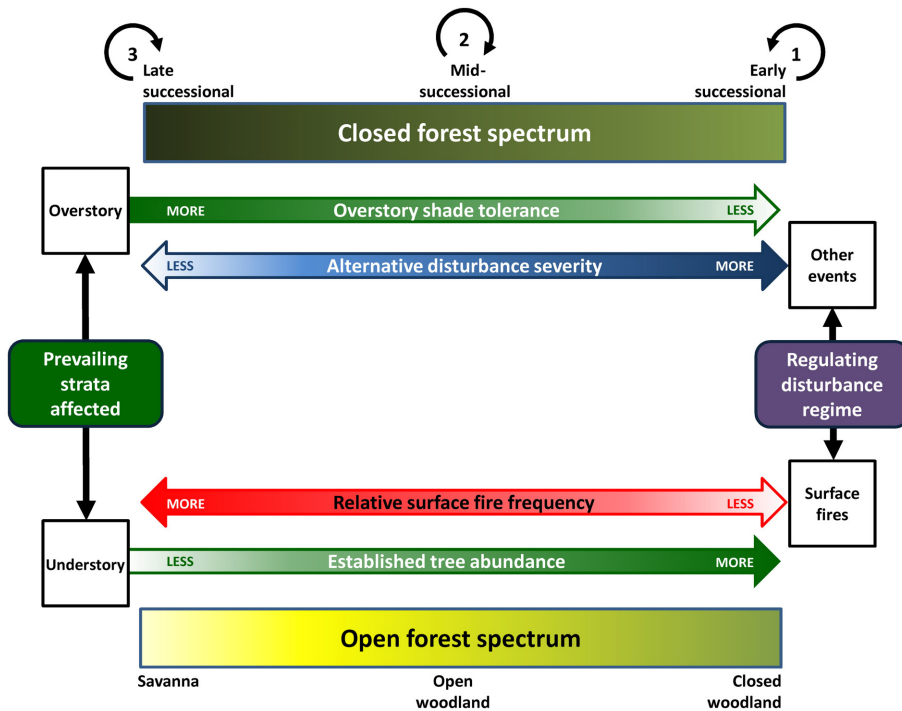 3
2
1
Late
successional
Mid-
successional
Early
successional
Closed forest spectrum
Overstory
MORE
Overstory shade tolerance
LESS
LESS
Alternative disturbance severity
MORE
Other
events
Prevailing
strata
affected
Regulating
disturbance
regime
MORE
Relative surface fire frequency
LESS
Surface
fires
Understory
LESS
Established tree abundance
MORE
Open forest spectrum
Savanna
Open
woodland
Closed
woodland